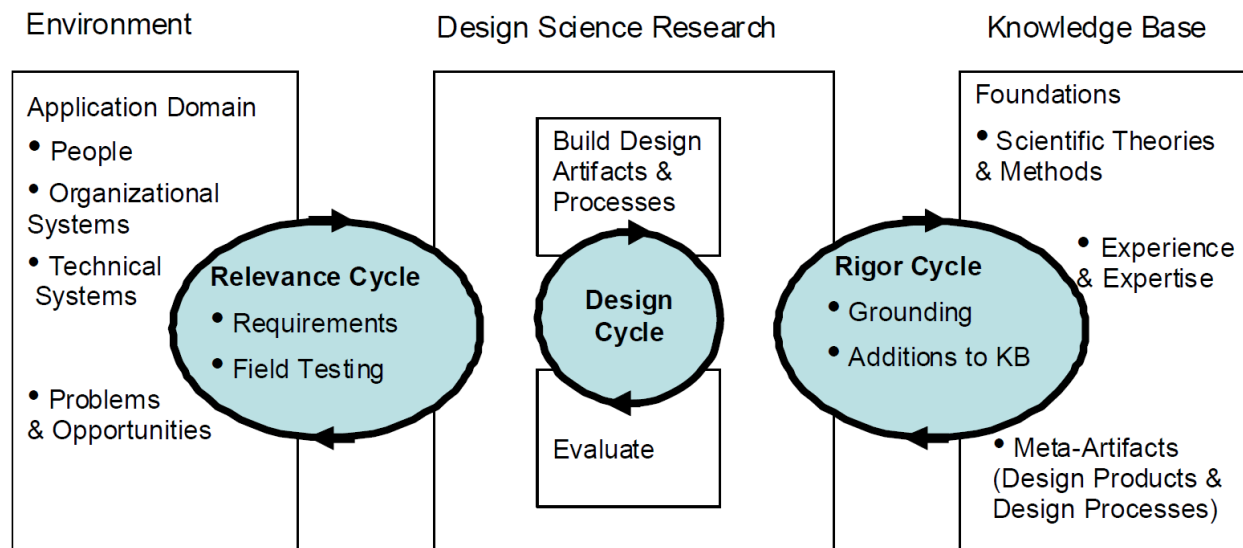 Environment
Design Science Research
Knowledge Base
Application Domain
• People
• Organizational
Systems
• Technical
Systems
• Problems
& Opportunities
Relevance Cycle
• Requirements
• Field Testing
Build Design
Artifacts &
Processes
Design
Cycle
Evaluate
Rigor Cycle
• Grounding
• Additions to KB
Foundations
• Scientific Theories
& Methods
• Experience
& Expertise
• Meta-Artifacts
(Design Products &
Design Processes)